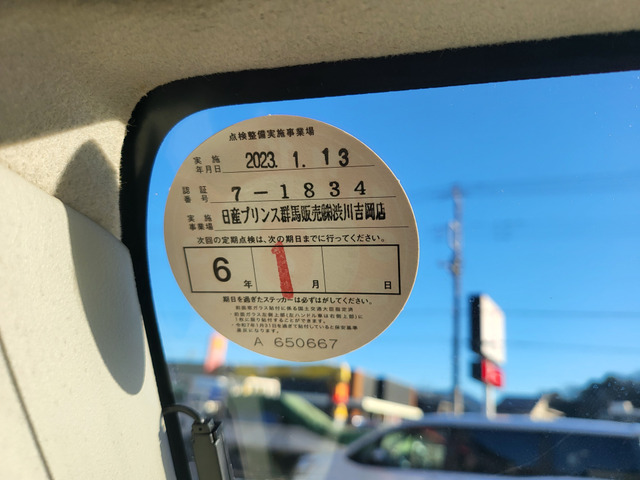 点検整備実施事業場
実施年月日 2023. 1. 13
認証番号 7-1834
実施事業場 日産プリンス群馬販売㈱渋川吉岡店
次回の定期点検は、次の期日までに行ってください。
6年 1月 日
期日を過ぎたステッカーは必ずはがしてください。
A 650667